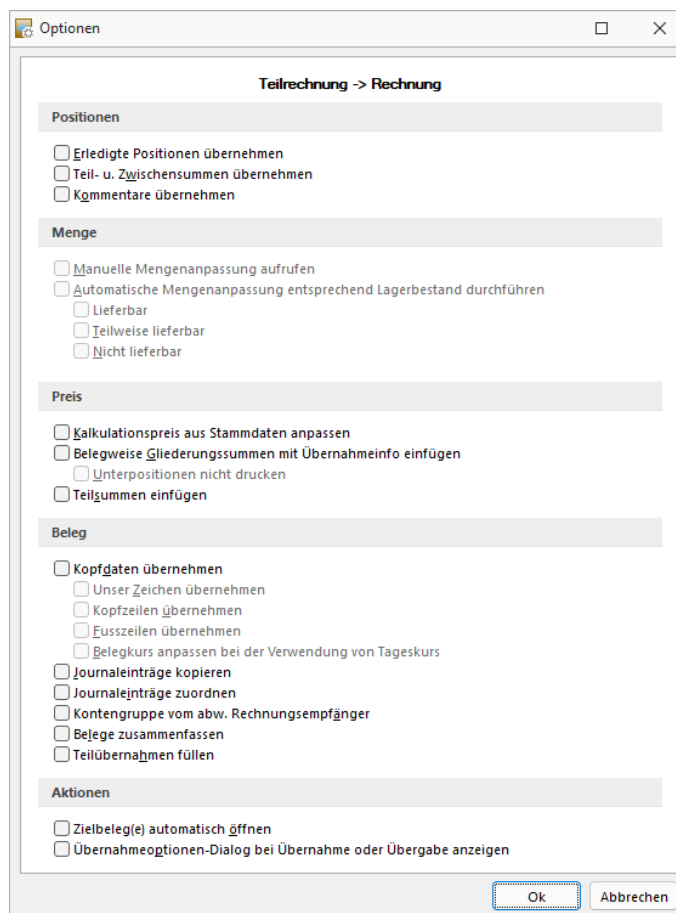 Optionen
Teilrechnung -> Rechnung
Positionen
Erledigte Positionen übernehmen
Teil- u. Zwischensummen übernehmen
Kommentare übernehmen
Menge
Manuelle Mengenanpassung aufrufen
Automatische Mengenanpassung entsprechend Lagerbestand durchführen
Lieferbar
Teilweise lieferbar
Nicht lieferbar
Preis
Kalkulationspreis aus Stammdaten anpassen
Belegweise Gliederungssummen mit Übernahmeinfo einfügen
Unterpositionen nicht drucken
Teilsummen einfügen
Beleg
Kopfdaten übernehmen
Unser Zeichen übernehmen
Kopfzeilen übernehmen
Fusszeilen übernehmen
Belegkurs anpassen bei der Verwendung von Tageskurs
Journaleinträge kopieren
Journaleinträge zuordnen
Kontengruppe vom abw. Rechnungsempfänger
Belege zusammenfassen
Teilübernahmen füllen
Aktionen
Zielbeleg(e) automatisch öffnen
Übernahmeoptionen-Dialog bei Übernahme oder Übergabe anzeigen
Ok Abbrechen